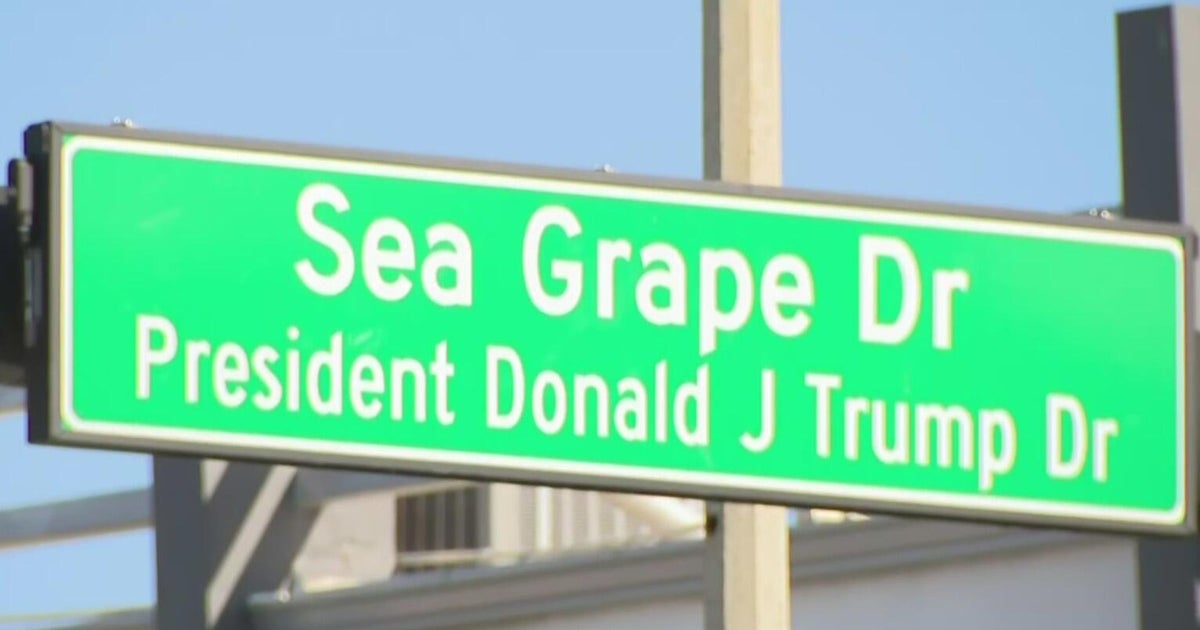 Sea Grape Dr
President Donald J Trump Dr